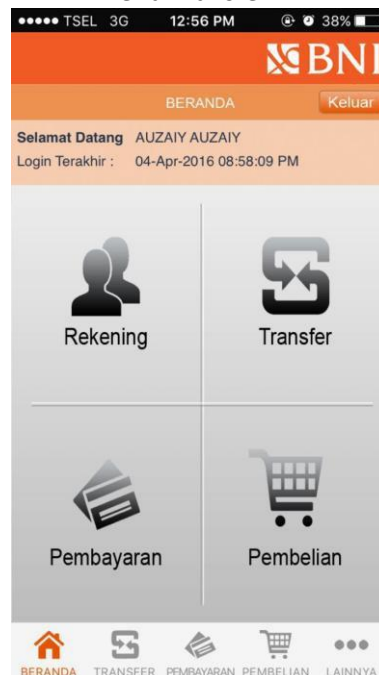 TSEL 3G 12:56 PM 38%
BNI
BERANDA Keluar
Selamat Datang AUZAIY AUZAIY
Login Terakhir : 04-Apr-2016 08:58:09 PM
Rekening Transfer
Pembayaran Pembelian
BERANDA TRANSFER PEMBAYARAN PEMBELIAN LAINNYA